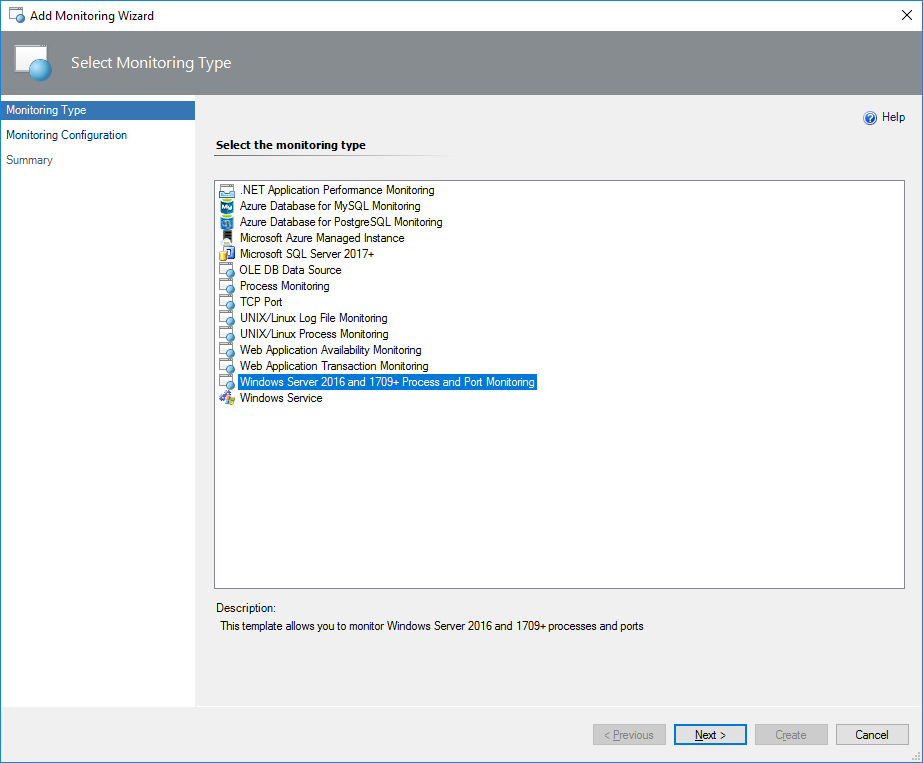 Add Monitoring Wizard
Select Monitoring Type
Monitoring Type
Monitoring Configuration
Summary
Help
Select the monitoring type
.NET Application Performance Monitoring
Azure Database for MySQL Monitoring
Azure Database for PostgreSQL Monitoring
Microsoft Azure Managed Instance
Microsoft SQL Server 2017+
OLE DB Data Source
Process Monitoring
TCP Port
UNIX/Linux Log File Monitoring
UNIX/Linux Process Monitoring
Web Application Availability Monitoring
Web Application Transaction Monitoring
Windows Server 2016 and 1709+ Process and Port Monitoring
Windows Service
Description:
This template allows you to monitor Windows Server 2016 and 1709+ processes and ports
< Previous Next > Create Cancel